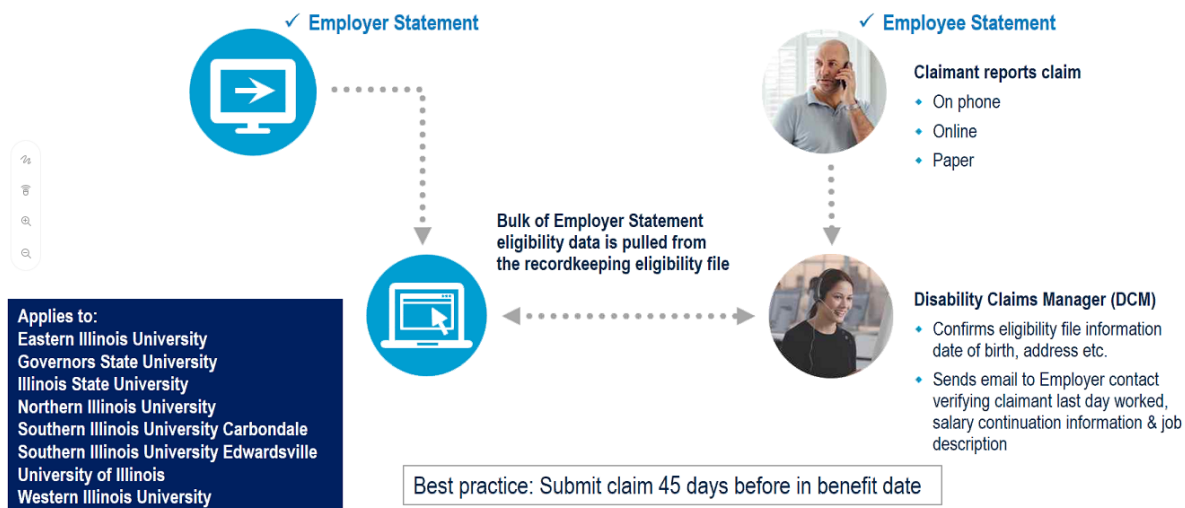 ✓ Employer Statement
✓ Employee Statement
Claimant reports claim
• On phone
• Online
• Paper
Bulk of Employer Statement
eligibility data is pulled from
the recordkeeping eligibility file
Disability Claims Manager (DCM)
• Confirms eligibility file information
date of birth, address etc.
• Sends email to Employer contact
verifying claimant last day worked,
salary continuation information & job
description
Applies to:
Eastern Illinois University
Governors State University
Illinois State University
Northern Illinois University
Southern Illinois University Carbondale
Southern Illinois University Edwardsville
University of Illinois
Western Illinois University
Best practice: Submit claim 45 days before in benefit date